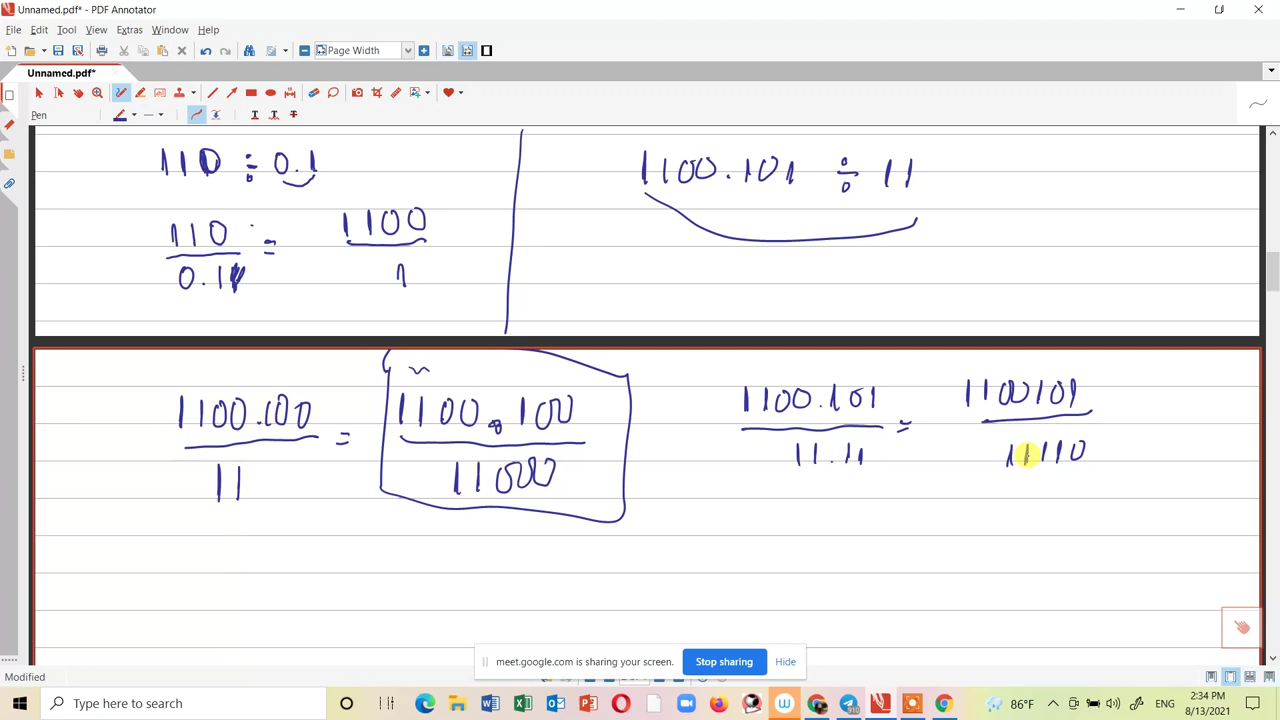 Unnamed.pdf* - PDF Annotator
File Edit Tool View Extras Window Help
Page Width
Unnamed.pdf*
Pen
110 ÷ 0.1
110 / 0.1 = 1100 / 1
1100.101 ÷ 11
1100.100 / 11 = 1100.100 / 11000
1100.101 / 11.11 = 1100101 / 11110
meet.google.com is sharing your screen. Stop sharing Hide
Modified
Type here to search
86°F ENG 2:34 PM
8/13/2021